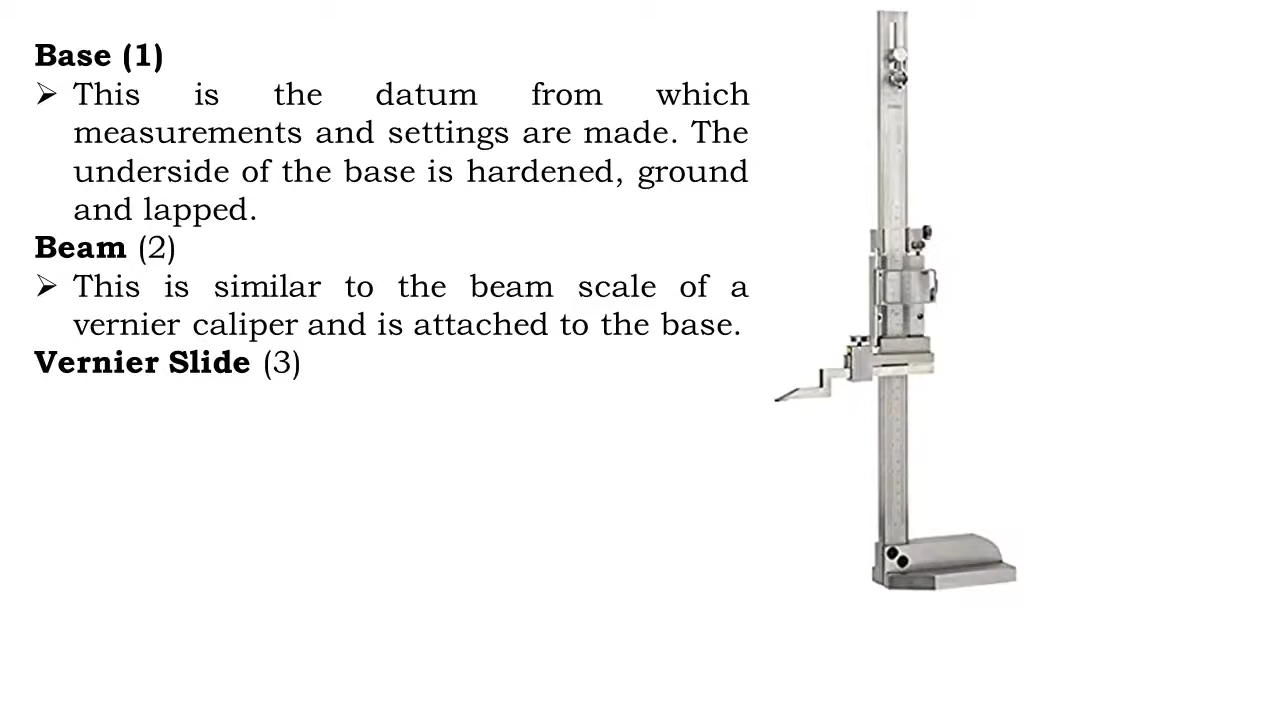 Base (1)
➢ This is the datum from which
measurements and settings are made. The
underside of the base is hardened, ground
and lapped.
Beam (2)
➢ This is similar to the beam scale of a
vernier caliper and is attached to the base.
Vernier Slide (3)